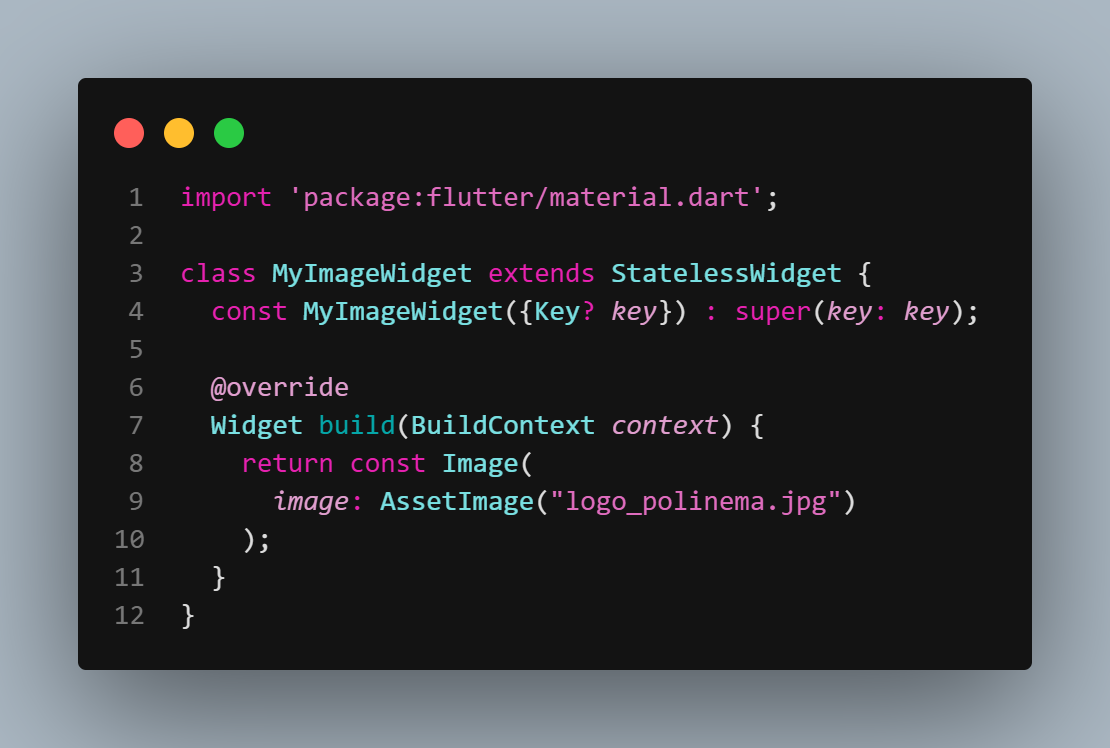 1 import 'package:flutter/material.dart';
2
3 class MyImageWidget extends StatelessWidget {
4   const MyImageWidget({Key? key}) : super(key: key);
5
6   @override
7   Widget build(BuildContext context) {
8     return const Image(
9       image: AssetImage("logo_polinema.jpg")
10     );
11   }
12 }